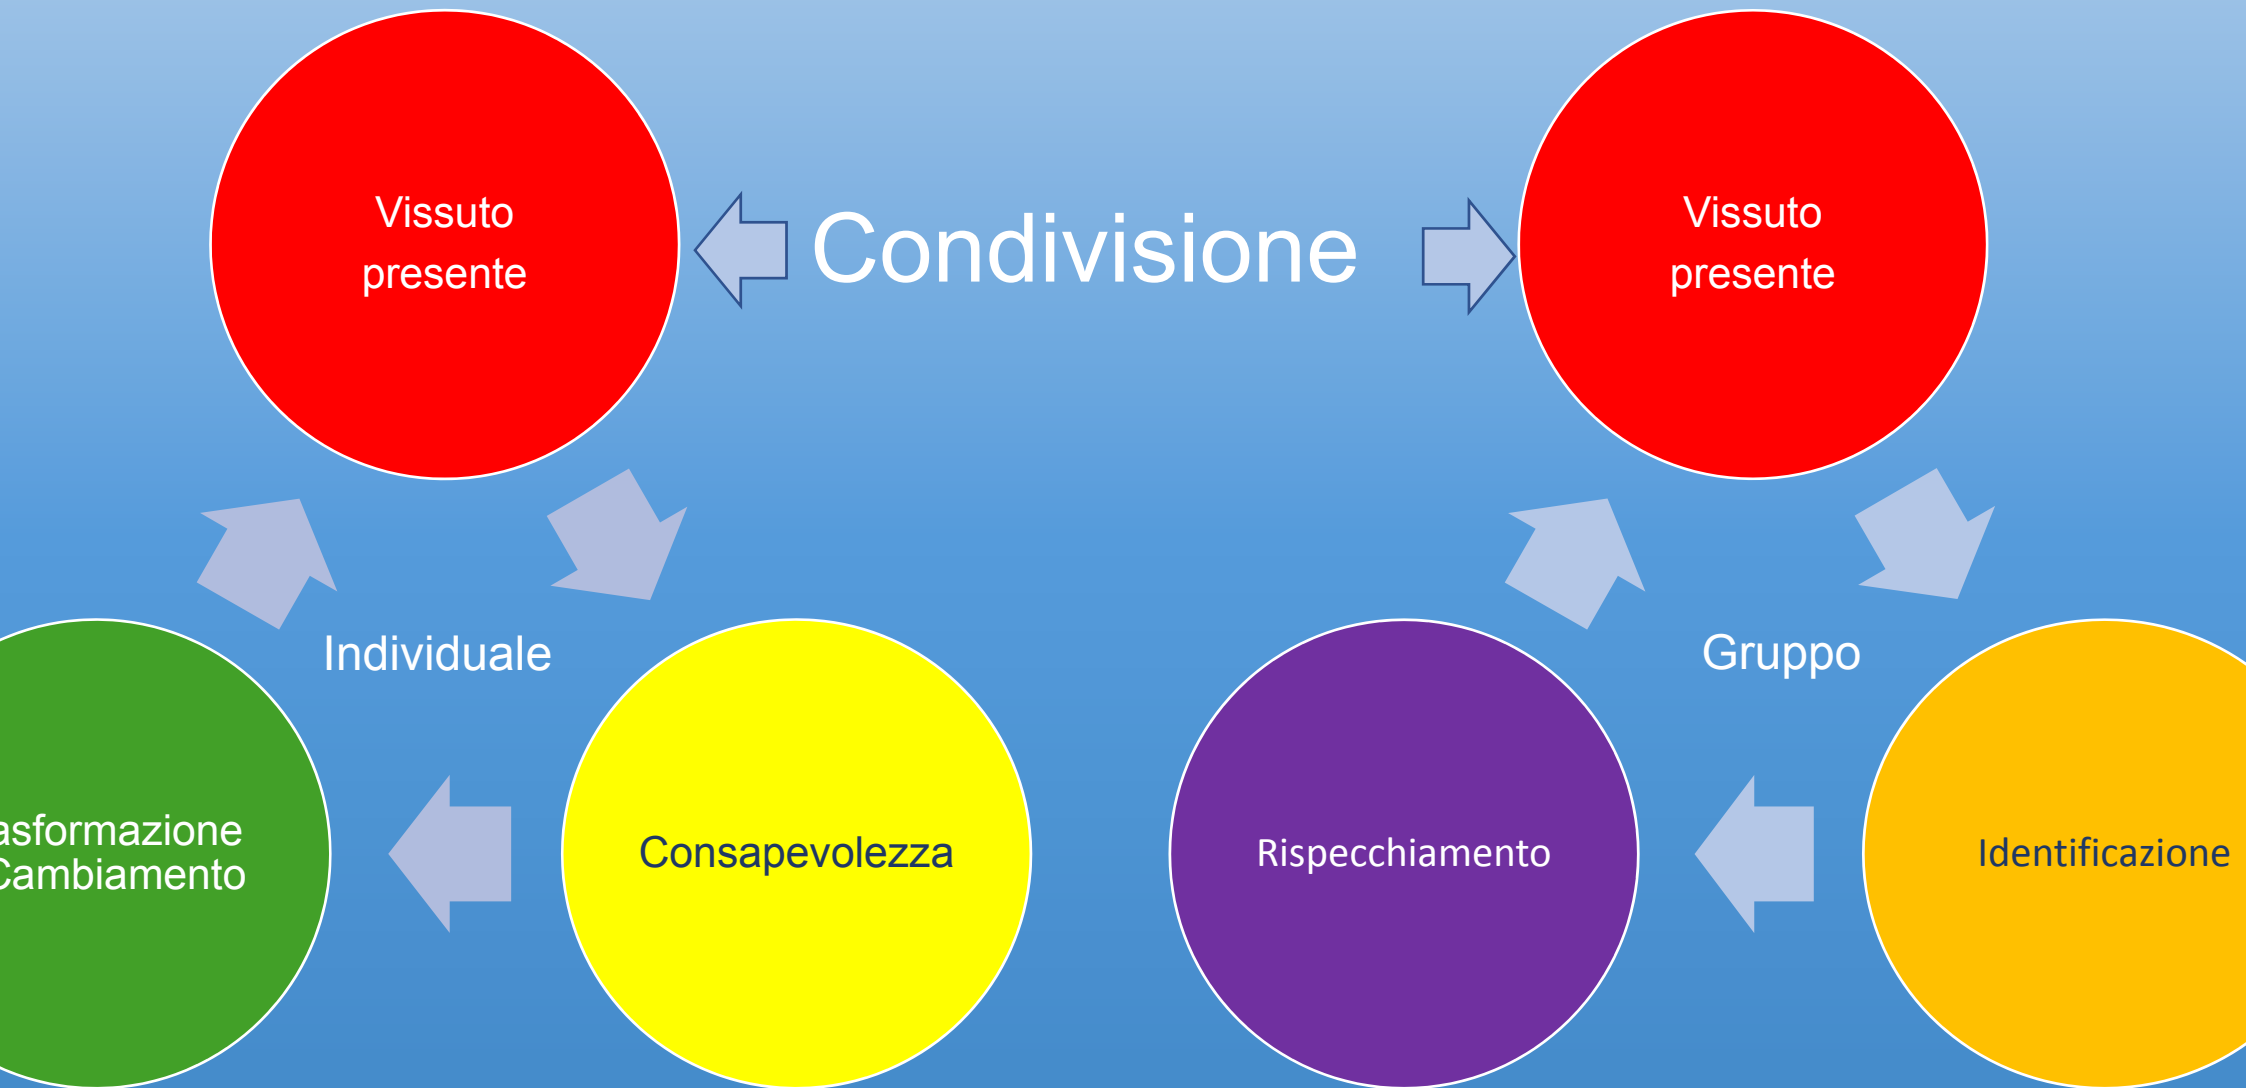 Vissuto
presente
Condivisione
Vissuto
presente
Individuale
Gruppo
asformazione
Cambiamento
Consapevolezza
Rispecchiamento
Identificazione